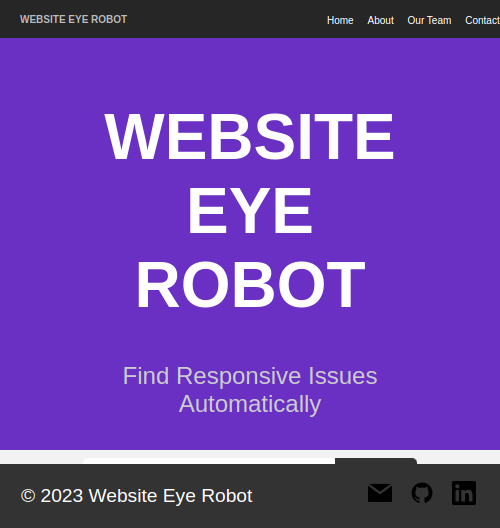 WEBSITE EYE ROBOT
Home About Our Team Contact
WEBSITE
EYE
ROBOT
Find Responsive Issues
Automatically
© 2023 Website Eye Robot